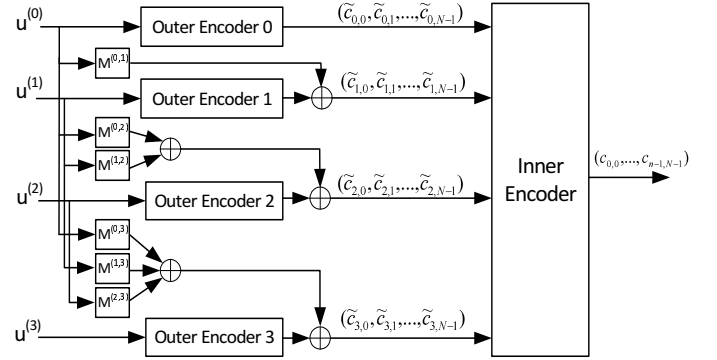 u(0)
Outer Encoder 0
(c̃0,0, c̃0,1,..., c̃0,N−1)
M(0,1)
u(1)
Outer Encoder 1
(c̃1,0, c̃1,1,..., c̃1,N−1)
M(0,2)
M(1,2)
u(2)
Outer Encoder 2
(c̃2,0, c̃2,1,..., c̃2,N−1)
M(0,3)
M(1,3)
M(2,3)
u(3)
Outer Encoder 3
(c̃3,0, c̃3,1,..., c̃3,N−1)
Inner
Encoder
(c0,0,..., cn−1,N−1)